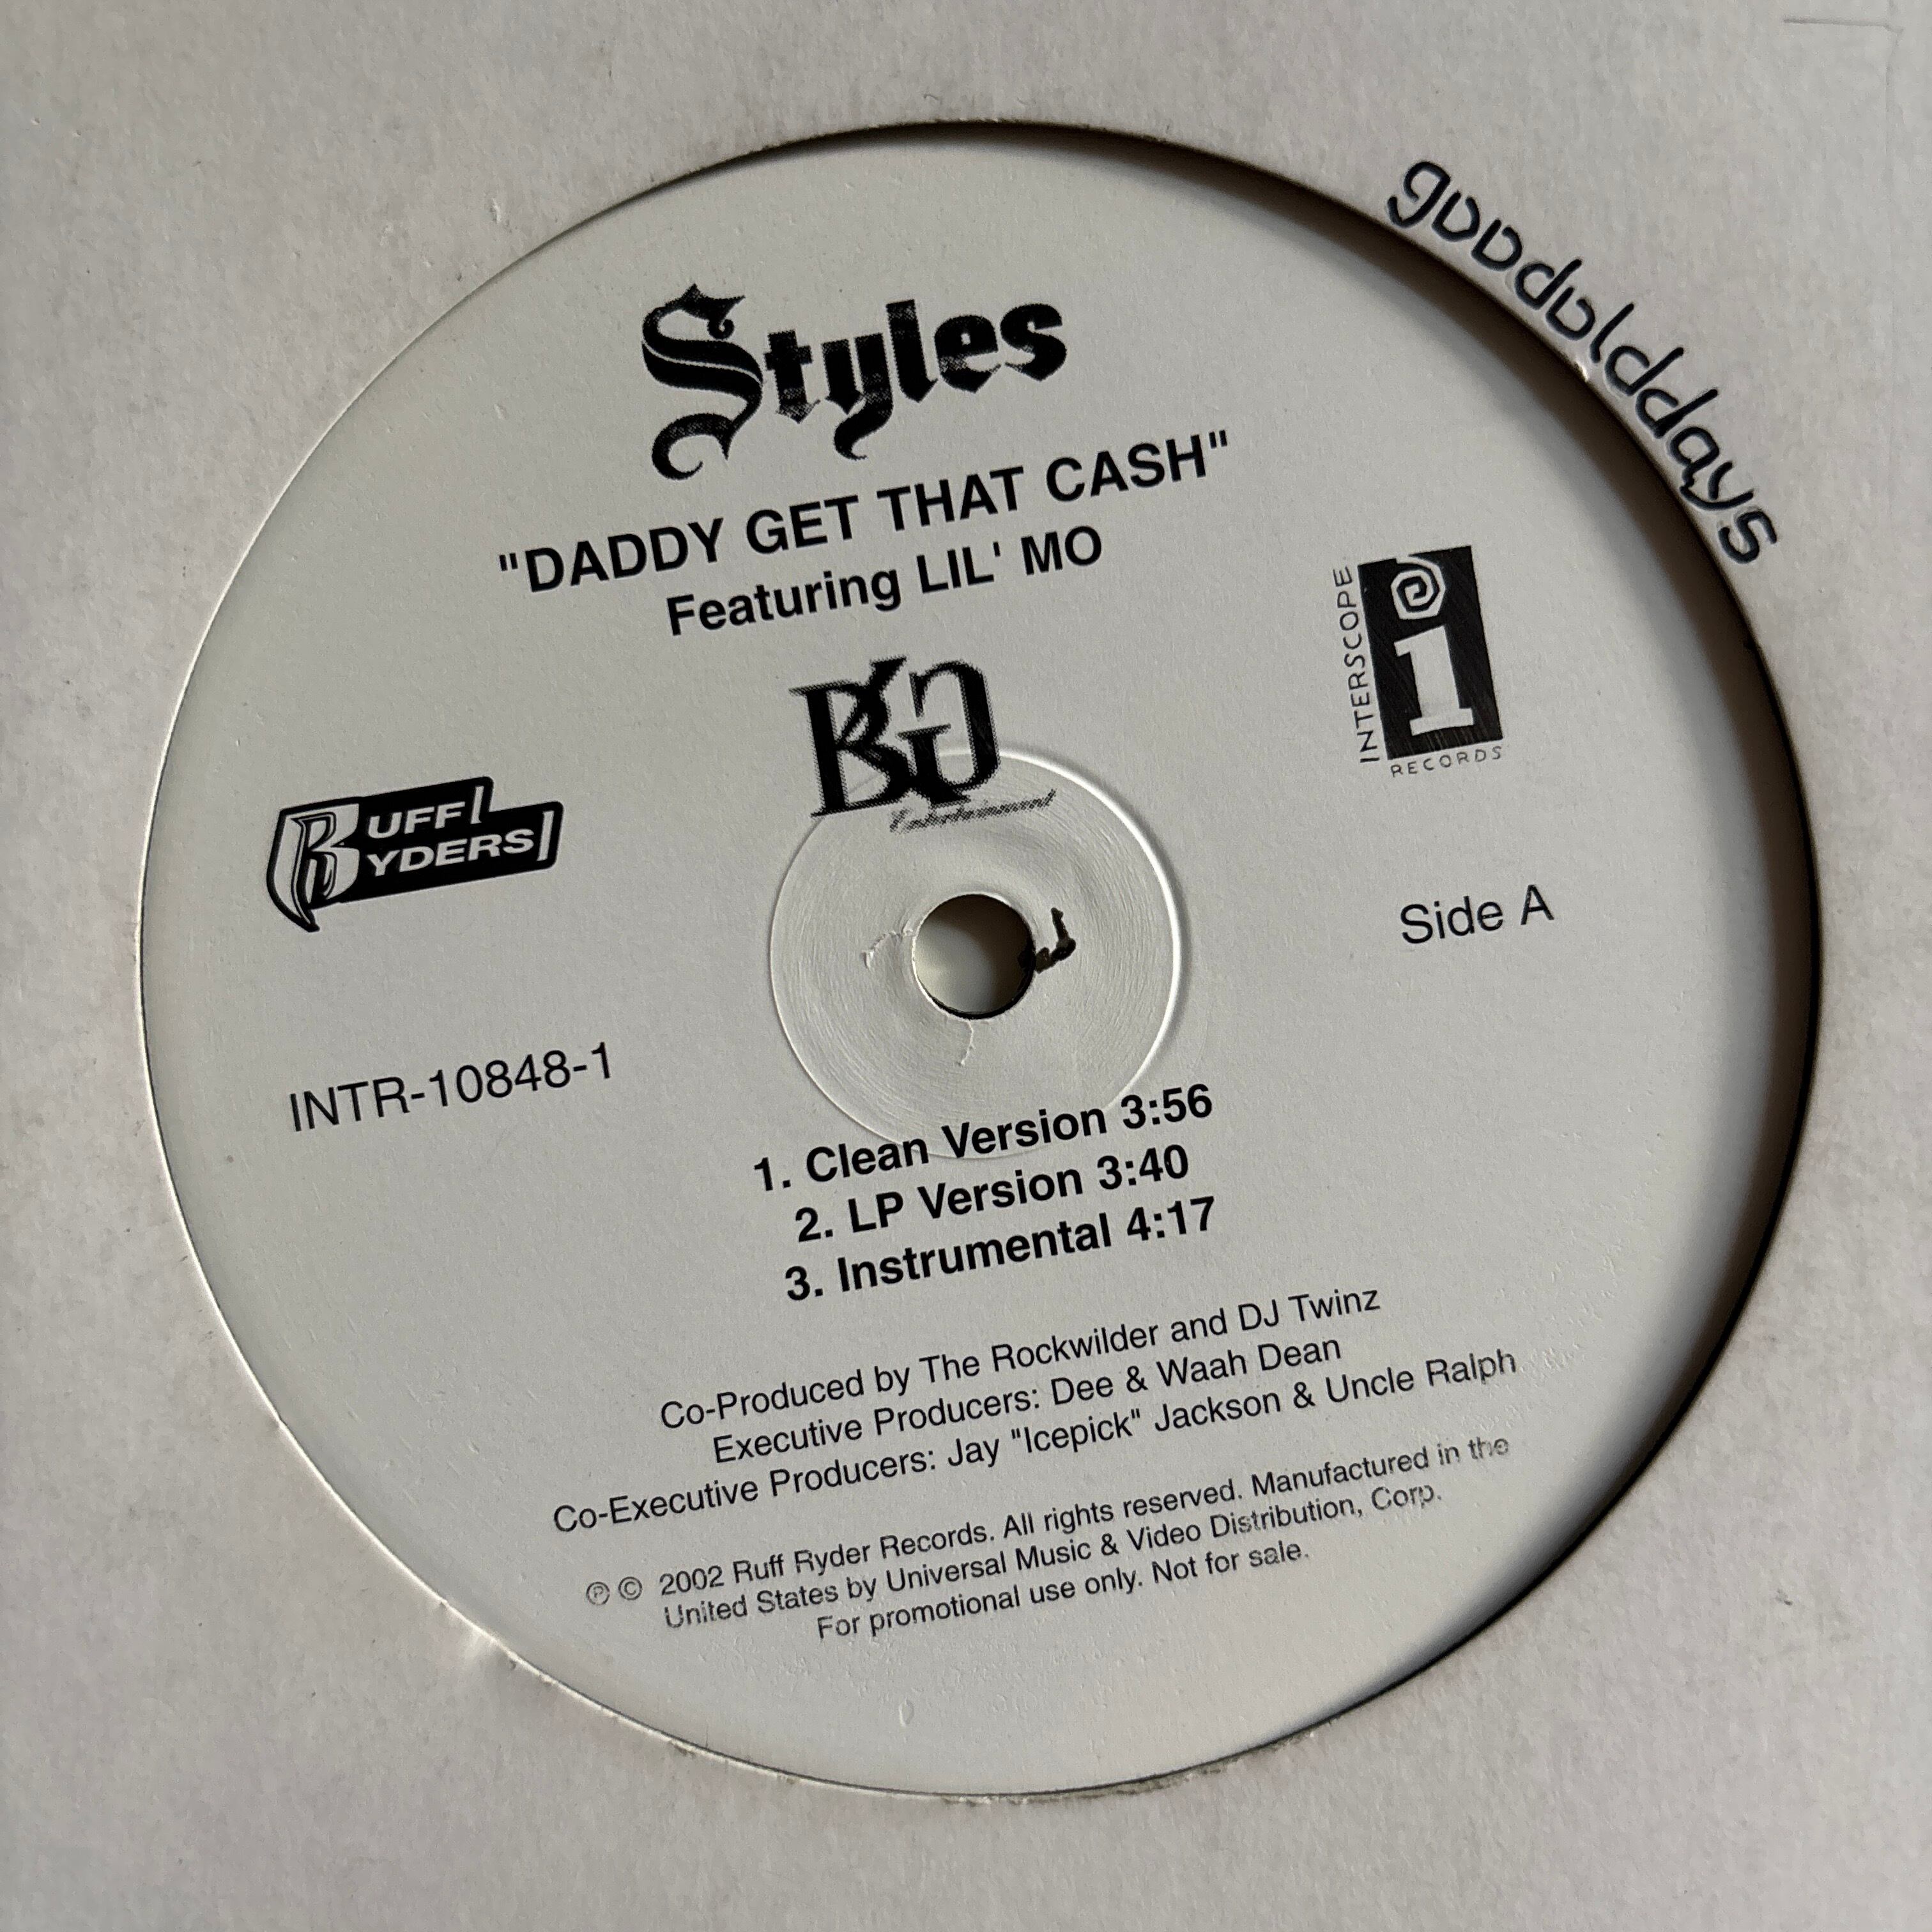 goodolddays
Styles
"DADDY GET THAT CASH"
Featuring LIL' MO
INTERSCOPE
i
RECORDS
Entertainment
RUFF
RYDERS
Side A
INTR-10848-1
1. Clean Version 3:56
2. LP Version 3:40
3. Instrumental 4:17
Co-Produced by The Rockwilder and DJ Twinz
Executive Producers: Dee & Waah Dean
Co-Executive Producers: Jay "Icepick" Jackson & Uncle Ralph
℗ © 2002 Ruff Ryder Records. All rights reserved. Manufactured in the
United States by Universal Music & Video Distribution, Corp.
For promotional use only. Not for sale.